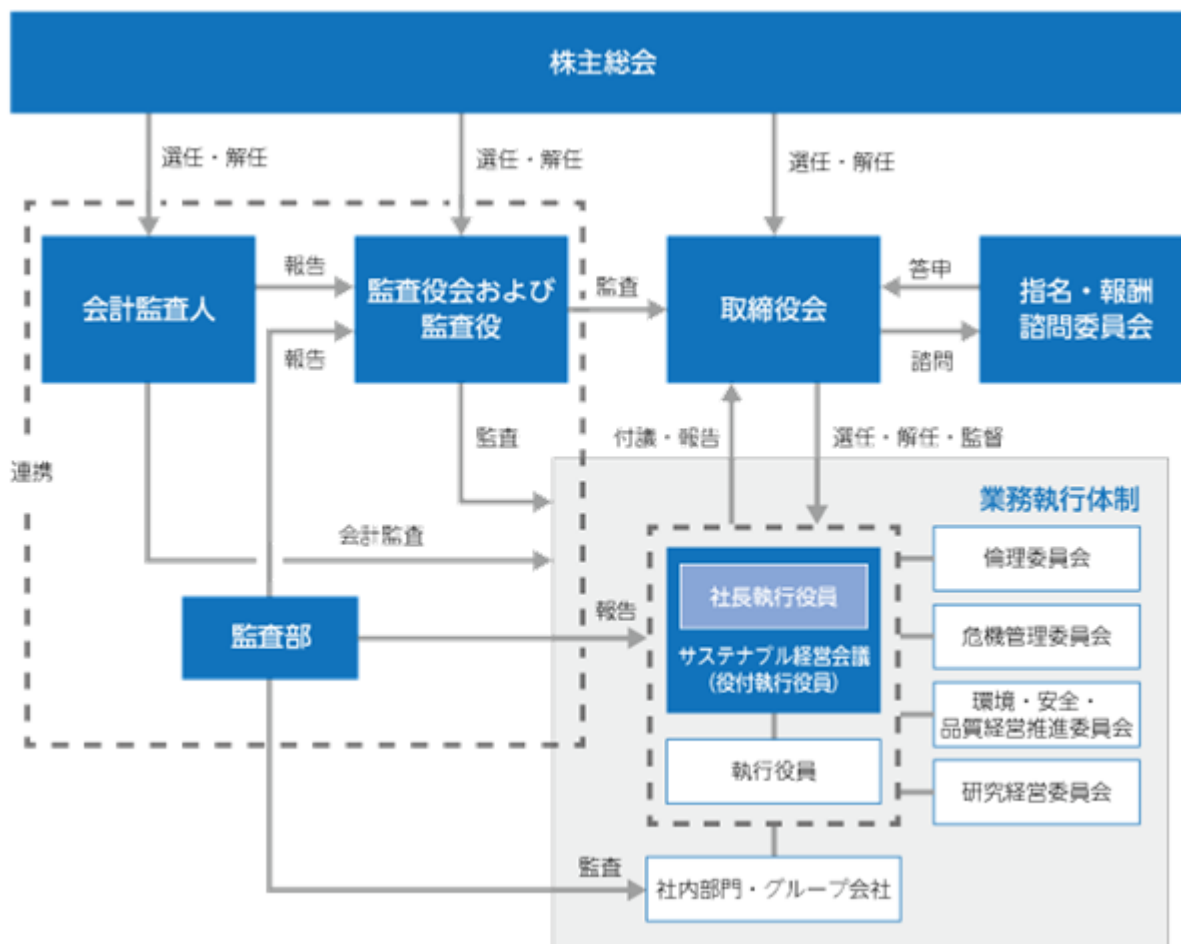 株主総会
選任・解任
選任・解任
選任・解任
会計監査人
報告
報告
監査役会および
監査役
監査
取締役会
答申
諮問
指名・報酬
諮問委員会
連携
監査
付議・報告
選任・解任・監督
業務執行体制
会計監査
監査部
報告
社長執行役員
サステナブル経営会議
(役付執行役員)
執行役員
倫理委員会
危機管理委員会
環境・安全・
品質経営推進委員会
研究経営委員会
監査
社内部門・グループ会社